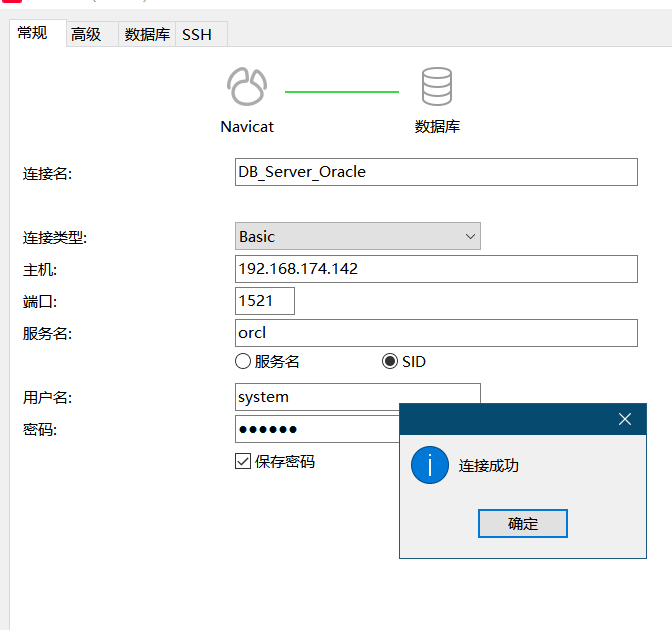 常规 高级 数据库 SSH
Navicat 数据库
连接名: DB_Server_Oracle
连接类型: Basic
主机: 192.168.174.142
端口: 1521
服务名: orcl
服务名 SID
用户名: system
密码: ●●●●●●
保存密码
连接成功
确定